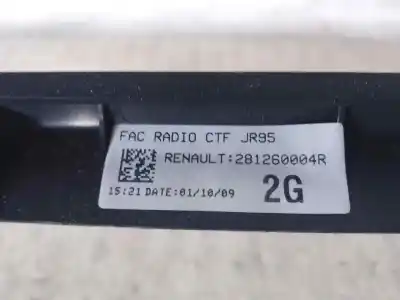 FAC RADIO CTF JR95
RENAULT:281260004R
15:21 DATE:01/10/09 2G